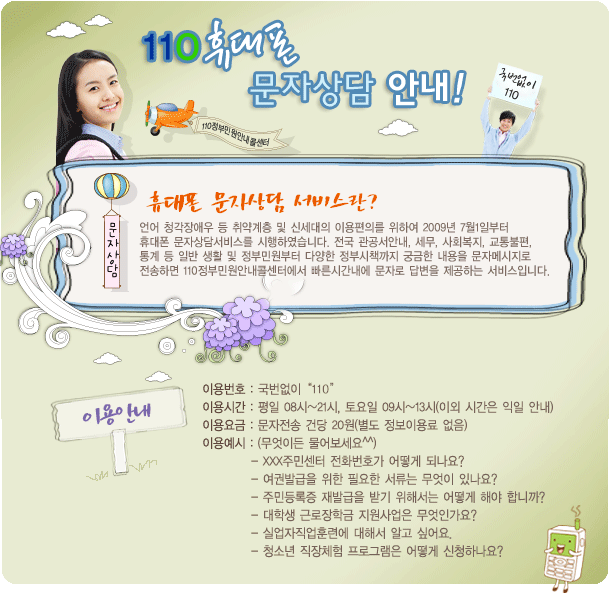 110 휴대폰
문자상담 안내!
국번없이
110
110정부민원안내콜센터
문자상담
휴대폰 문자상담 서비스란?
언어 청각장애우 등 취약계층 및 신세대의 이용편의를 위하여 2009년 7월1일부터
휴대폰 문자상담서비스를 시행하였습니다. 전국 관공서안내, 세무, 사회복지, 교통불편,
통계 등 일반 생활 및 정부민원부터 다양한 정부시책까지 궁금한 내용을 문자메시지로
전송하면 110정부민원안내콜센터에서 빠른시간내에 문자로 답변을 제공하는 서비스입니다.
이용안내
이용번호 : 국번없이 “110”
이용시간 : 평일 08시~21시, 토요일 09시~13시(이외 시간은 익일 안내)
이용요금 : 문자전송 건당 20원(별도 정보이용료 없음)
이용예시 : (무엇이든 물어보세요^^)
- XXX주민센터 전화번호가 어떻게 되나요?
- 여권발급을 위한 필요한 서류는 무엇이 있나요?
- 주민등록증 재발급을 받기 위해서는 어떻게 해야 합니까?
- 대학생 근로장학금 지원사업은 무엇인가요?
- 실업자직업훈련에 대해서 알고 싶어요.
- 청소년 직장체험 프로그램은 어떻게 신청하나요?